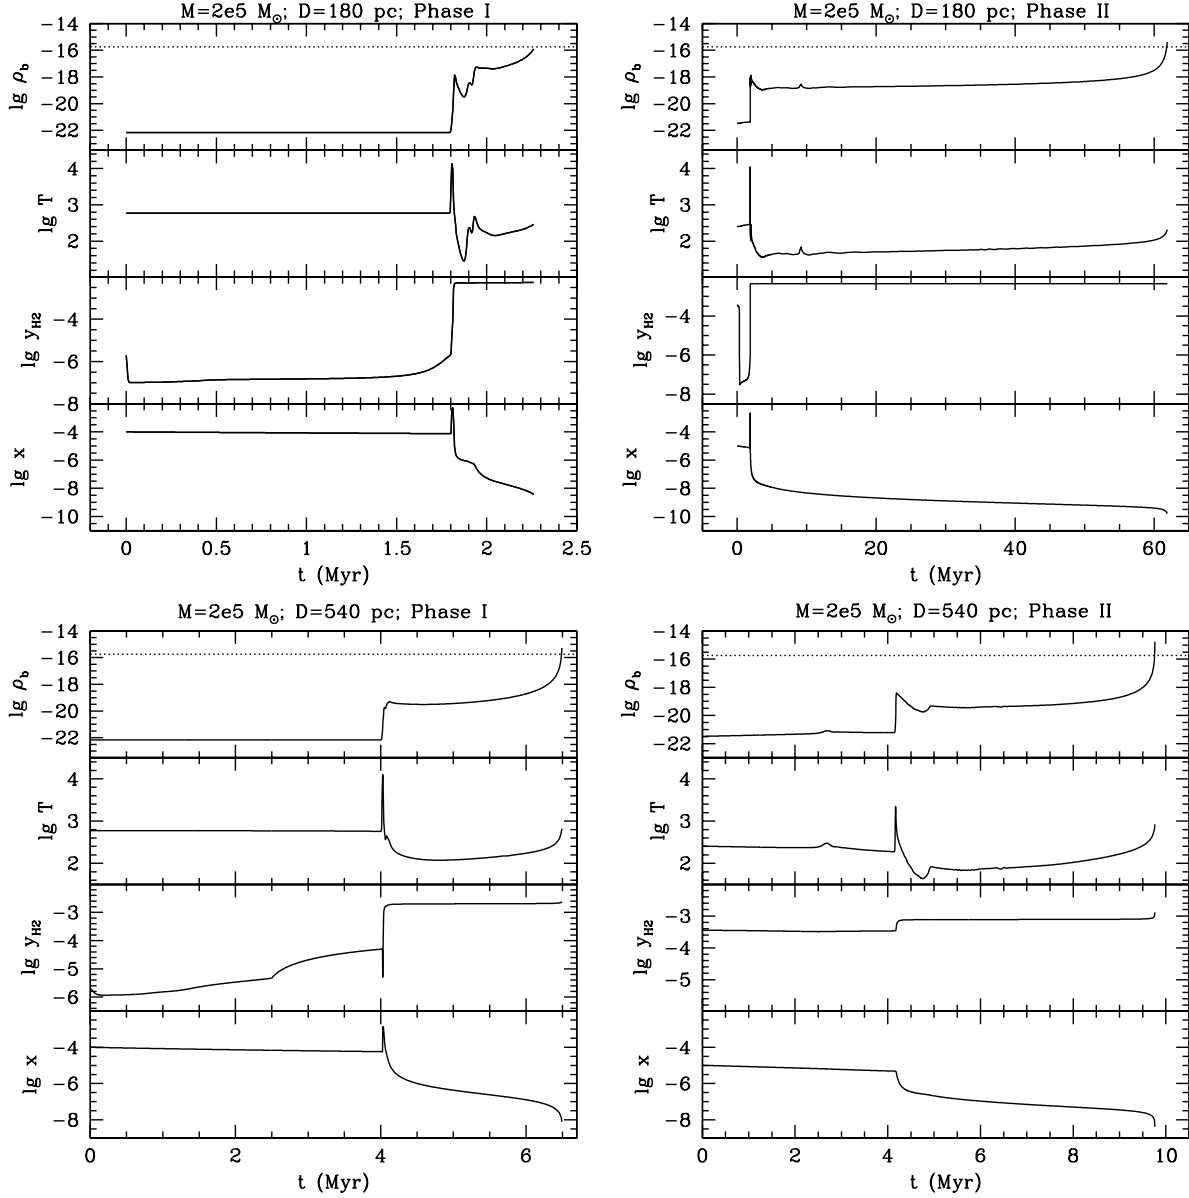 M=2e5 M⊙; D=180 pc; Phase I
−14
−16
−18
−20
−22
lg ρb
4
3
2
lg T
−4
−6
−8
lg yH2
−4
−6
−8
−10
lg x
0 0.5 1 1.5 2 2.5
t (Myr)
M=2e5 M⊙; D=180 pc; Phase II
−14
−16
−18
−20
−22
lg ρb
4
3
2
lg T
−4
−6
−8
lg yH2
−4
−6
−8
−10
lg x
0 20 40 60
t (Myr)
M=2e5 M⊙; D=540 pc; Phase I
−14
−16
−18
−20
−22
lg ρb
4
3
2
lg T
−3
−4
−5
−6
lg yH2
−4
−6
−8
lg x
0 2 4 6
t (Myr)
M=2e5 M⊙; D=540 pc; Phase II
−14
−16
−18
−20
−22
lg ρb
4
3
2
lg T
−3
−4
−5
lg yH2
−4
−6
−8
lg x
0 2 4 6 8 10
t (Myr)